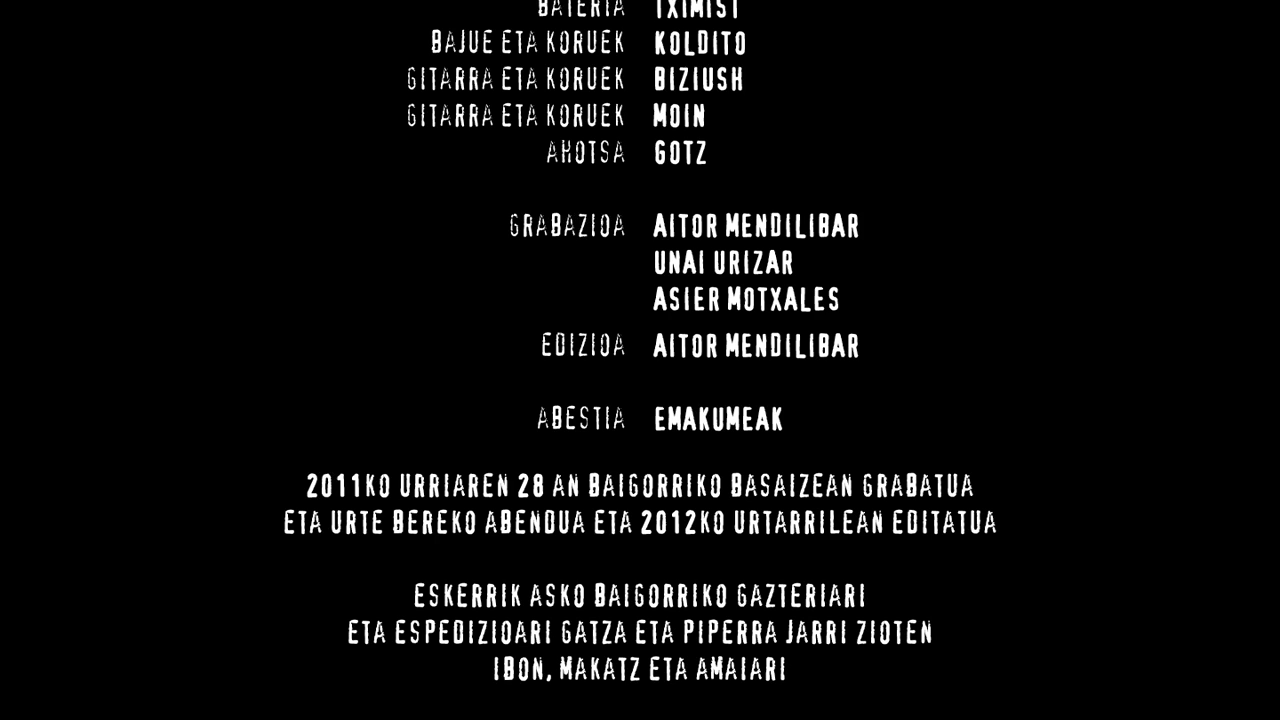 BATERIA TXIMIST
BAJUE ETA KORUEK KOLDITO
GITARRA ETA KORUEK BIZIUSH
GITARRA ETA KORUEK MOIN
AHOTSA GOTZ
GRABAZIOA AITOR MENDILIBAR
UNAI URIZAR
ASIER MOTXALES
EDIZIOA AITOR MENDILIBAR
ABESTIA EMAKUMEAK
2011KO URRIAREN 28 AN BAIGORRIKO BASAIZEAN GRABATUA
ETA URTE BEREKO ABENDUA ETA 2012KO URTARRILEAN EDITATUA
ESKERRIK ASKO BAIGORRIKO GAZTERIARI
ETA ESPEDIZIOARI GATZA ETA PIPERRA JARRI ZIOTEN
IBON, MAKATZ ETA AMAIARI